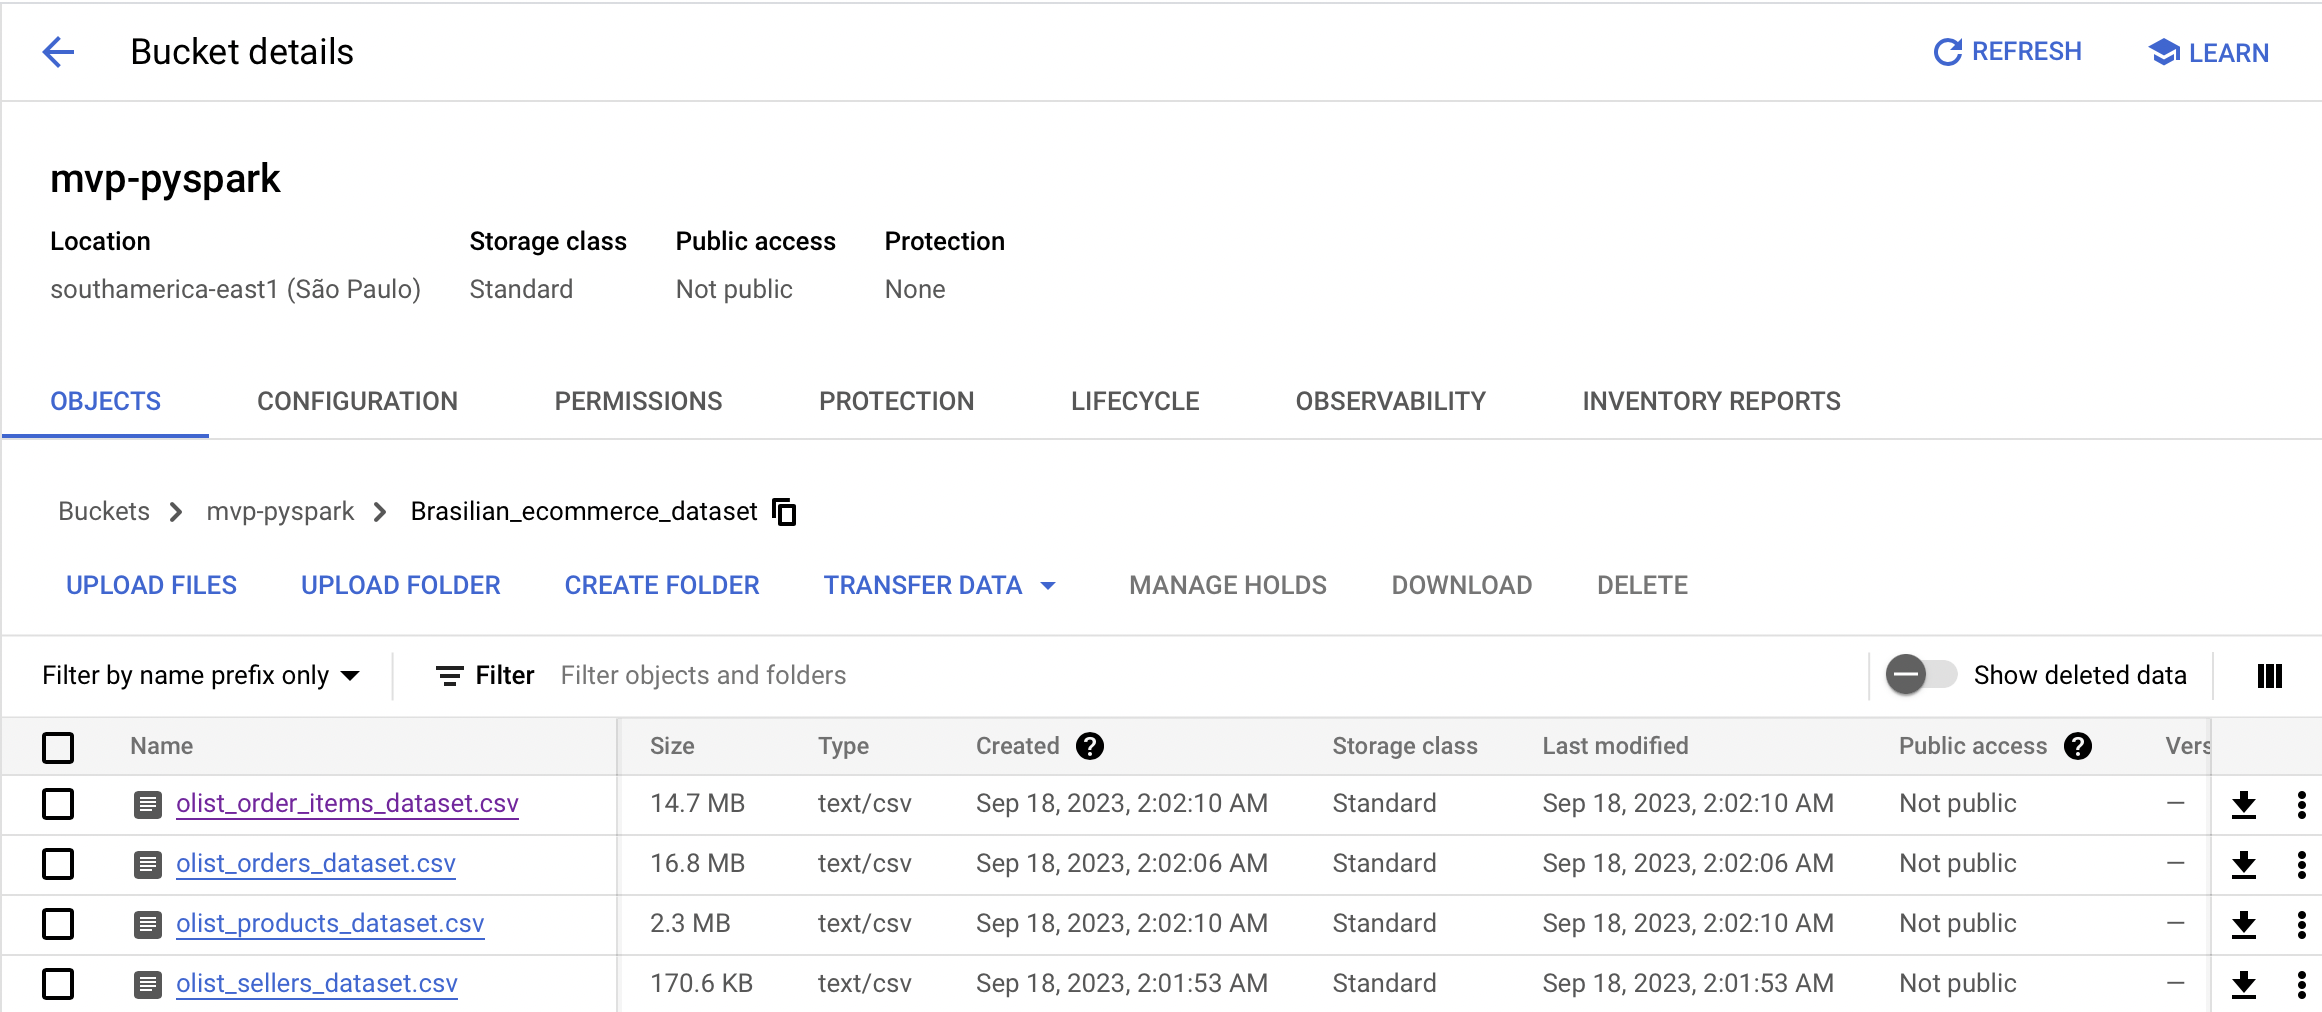 Bucket details REFRESH LEARN
mvp-pyspark
Location Storage class Public access Protection
southamerica-east1 (São Paulo) Standard Not public None
OBJECTS CONFIGURATION PERMISSIONS PROTECTION LIFECYCLE OBSERVABILITY INVENTORY REPORTS
Buckets > mvp-pyspark > Brasilian_ecommerce_dataset
UPLOAD FILES UPLOAD FOLDER CREATE FOLDER TRANSFER DATA MANAGE HOLDS DOWNLOAD DELETE
Filter by name prefix only Filter Filter objects and folders Show deleted data
Name Size Type Created ? Storage class Last modified Public access ? Vers
olist_order_items_dataset.csv 14.7 MB text/csv Sep 18, 2023, 2:02:10 AM Standard Sep 18, 2023, 2:02:10 AM Not public —
olist_orders_dataset.csv 16.8 MB text/csv Sep 18, 2023, 2:02:06 AM Standard Sep 18, 2023, 2:02:06 AM Not public —
olist_products_dataset.csv 2.3 MB text/csv Sep 18, 2023, 2:02:10 AM Standard Sep 18, 2023, 2:02:10 AM Not public —
olist_sellers_dataset.csv 170.6 KB text/csv Sep 18, 2023, 2:01:53 AM Standard Sep 18, 2023, 2:01:53 AM Not public —